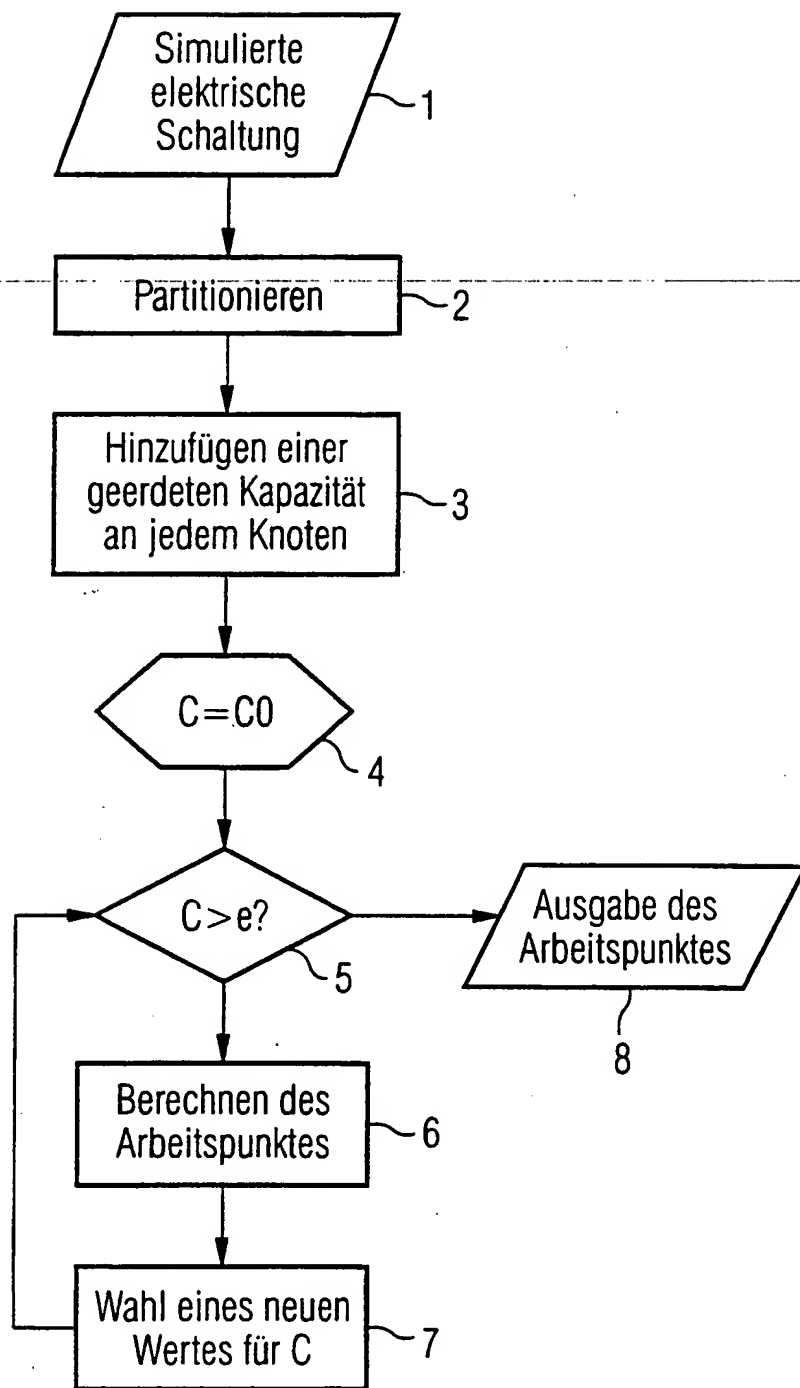 Simulierte
elektrische
Schaltung
1
Partitionieren
2
Hinzufügen einer
geerdeten Kapazität
an jedem Knoten
3
C=C0
4
C>e?
5
Ausgabe des
Arbeitspunktes
8
Berechnen des
Arbeitspunktes
6
Wahl eines neuen
Wertes für C
7